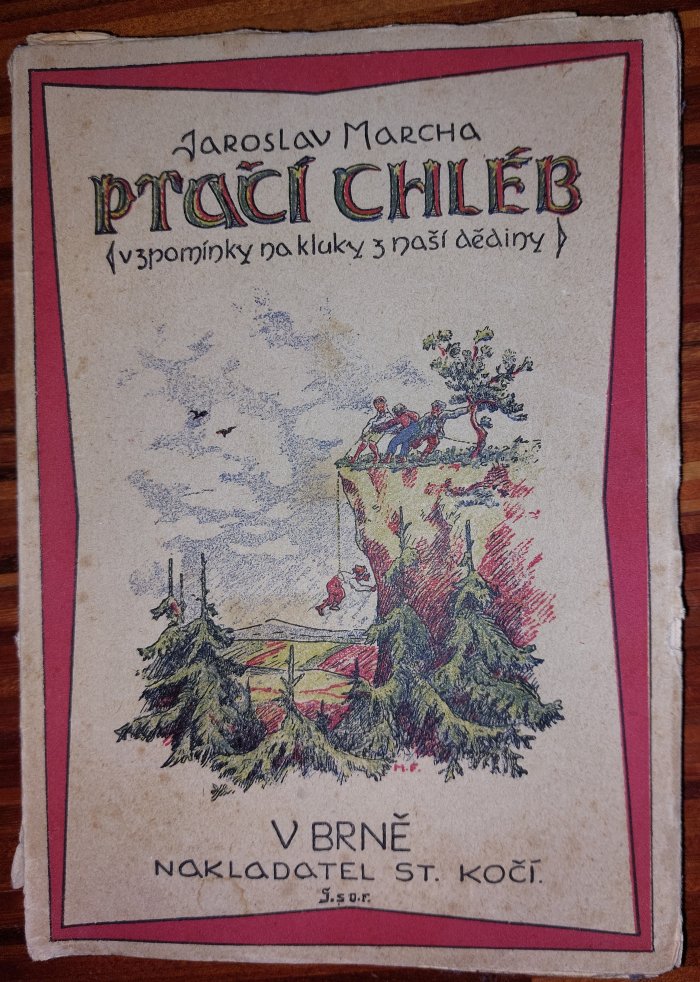 JAROSLAV MARCHA
PTAČÍ CHLÉB
(vzpomínky na kluky z naší dědiny)
M.F.
V BRNĚ
NAKLADATEL ST. KOČÍ.
S.S.O.R.